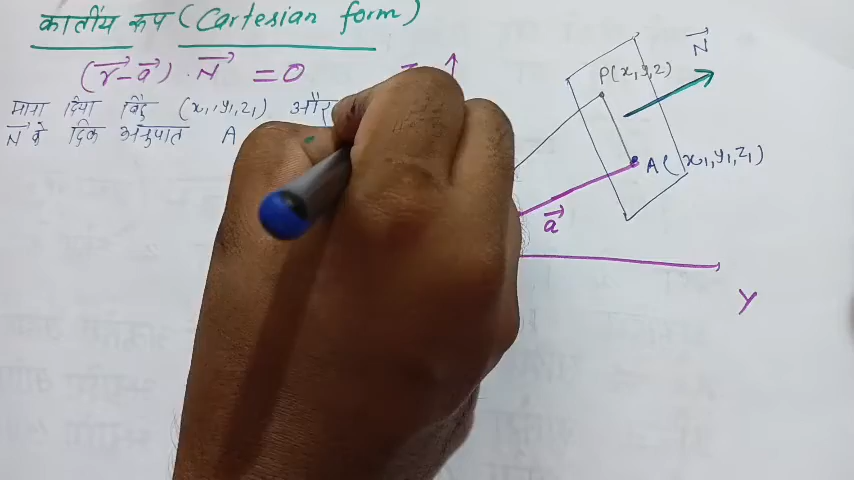 कार्तीय रूप (Cartesian form)
(r⃗ - a⃗) · N⃗ = 0
माना दिया बिंदु (x₁, y₁, z₁) और
N⃗ के दिक अनुपात A
N⃗
P(x, y, z)
A(x₁, y₁, z₁)
a⃗
Y